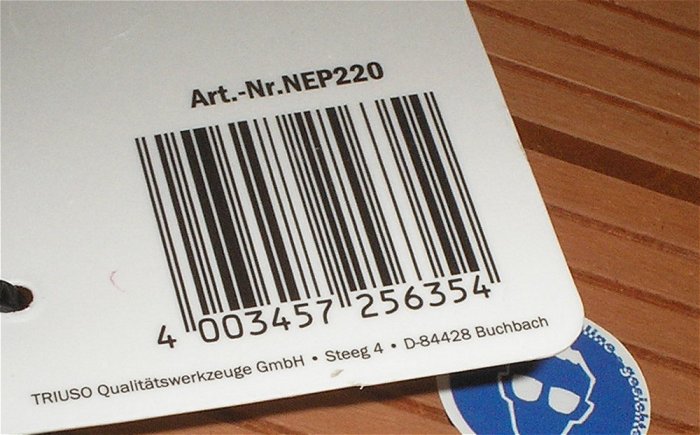 Art.-Nr.NEP220
4 003457 256354
TRIUSO Qualitätswerkzeuge GmbH • Steeg 4 • D-84428 Buchbach